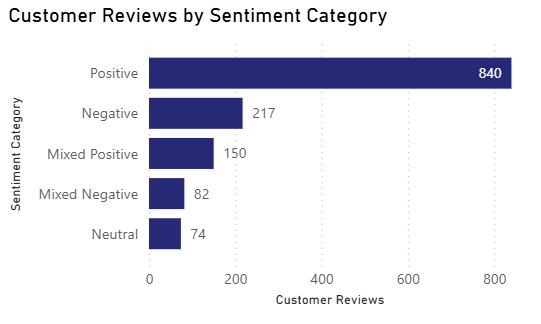 Customer Reviews by Sentiment Category
Sentiment Category
Positive 840
Negative 217
Mixed Positive 150
Mixed Negative 82
Neutral 74
0 200 400 600 800
Customer Reviews